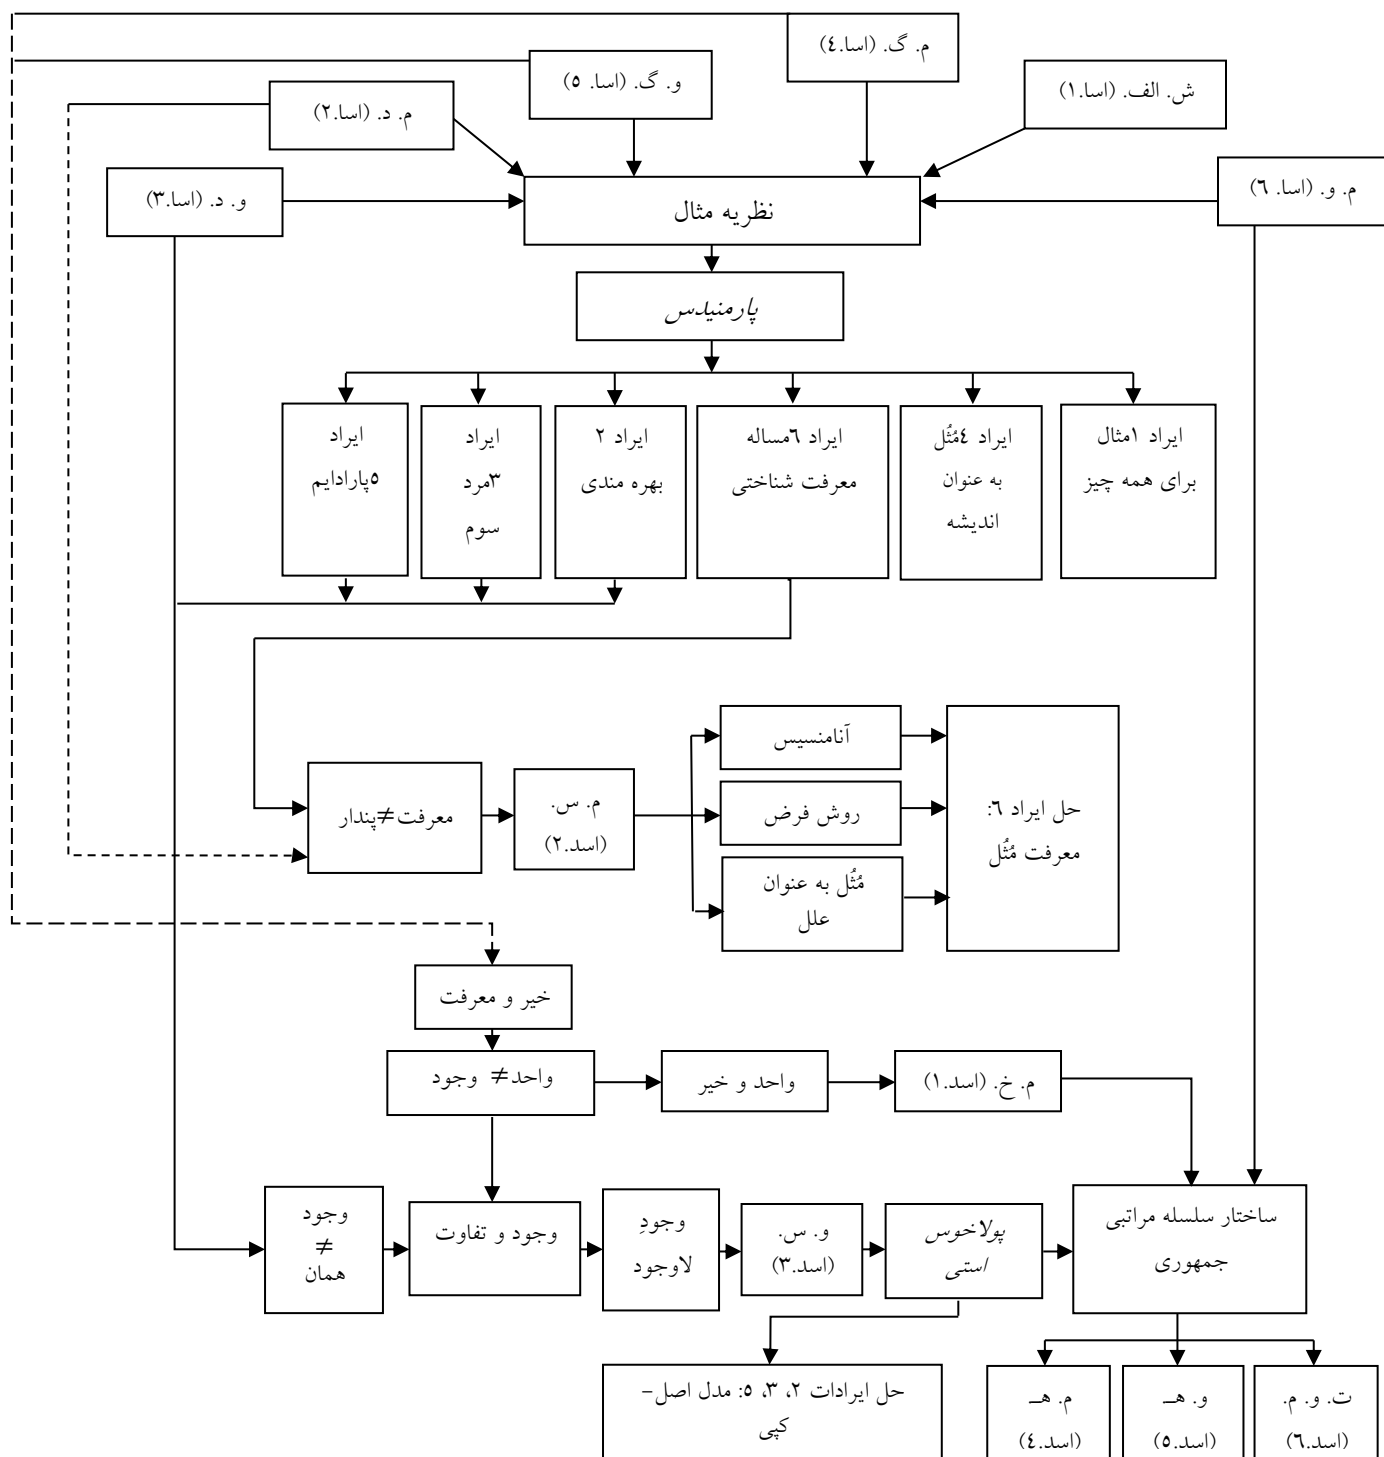 م. گ. (اسا.٤)
و. گ. (اسا. ٥)
ش. الف. (اسا.١)
م. د. (اسا.٢)
م. و. (اسا. ٦)
و. د. (اسا.٣)
نظریه مثال
پارمنیدس
ایراد ١مثال
برای همه چیز
ایراد ٤مُثُل
به عنوان
اندیشه
ایراد ٦مساله
معرفت شناختی
ایراد ٢
بهره مندی
ایراد
٣مرد
سوم
ایراد
٥پارادایم
آنامنسیس
روش فرض
مُثُل به عنوان
علل
حل ایراد ٦:
معرفت مُثُل
م. س.
(اسد.٢)
معرفت≠پندار
خیر و معرفت
واحد≠ وجود
واحد و خیر
م. خ. (اسد.١)
وجود
≠
همان
وجود و تفاوت
وجودِ
لاوجود
و. س.
(اسد.٣)
پولاخوس
استی
ساختار سلسله مراتبی
جمهوری
حل ایرادات ٢، ٣، ٥: مدل اصل-
کپی
ت. و. م.
(اسد.٦)
و. هـ
(اسد.٥)
م. هـ
(اسد.٤)